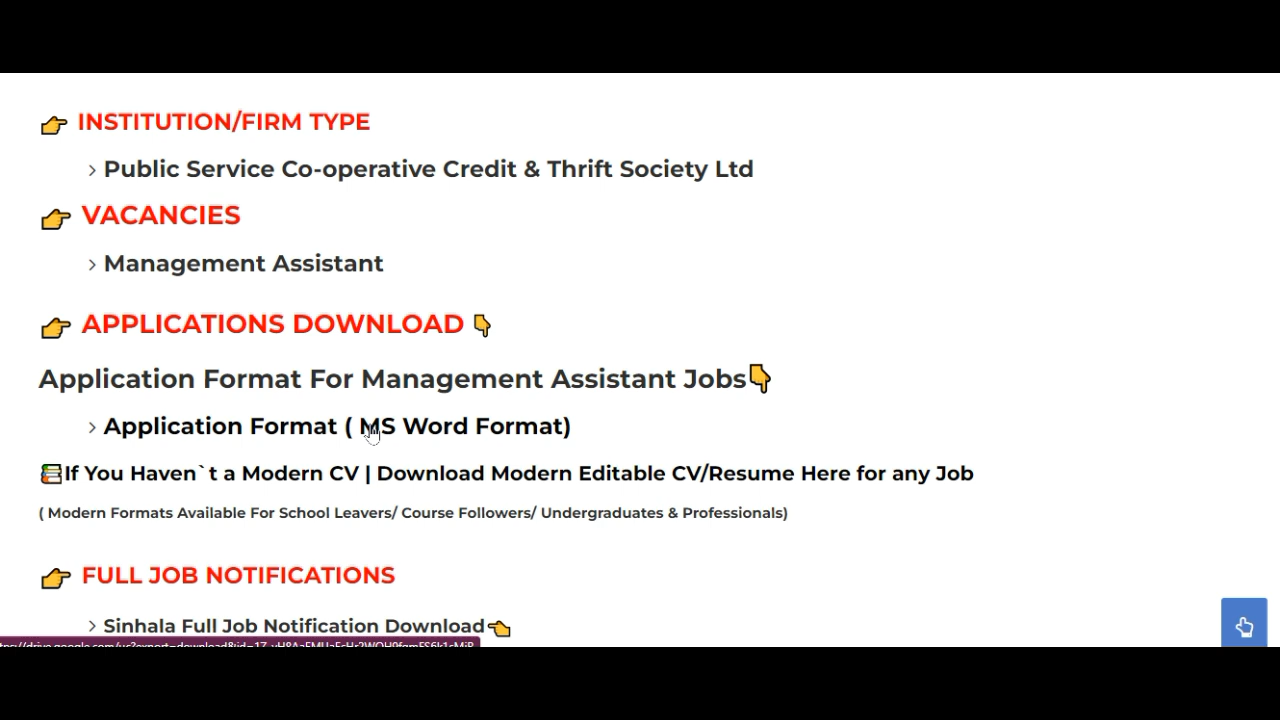 INSTITUTION/FIRM TYPE
Public Service Co-operative Credit & Thrift Society Ltd
VACANCIES
Management Assistant
APPLICATIONS DOWNLOAD
Application Format For Management Assistant Jobs
Application Format ( MS Word Format)
If You Haven`t a Modern CV | Download Modern Editable CV/Resume Here for any Job
( Modern Formats Available For School Leavers/ Course Followers/ Undergraduates & Professionals)
FULL JOB NOTIFICATIONS
Sinhala Full Job Notification Download